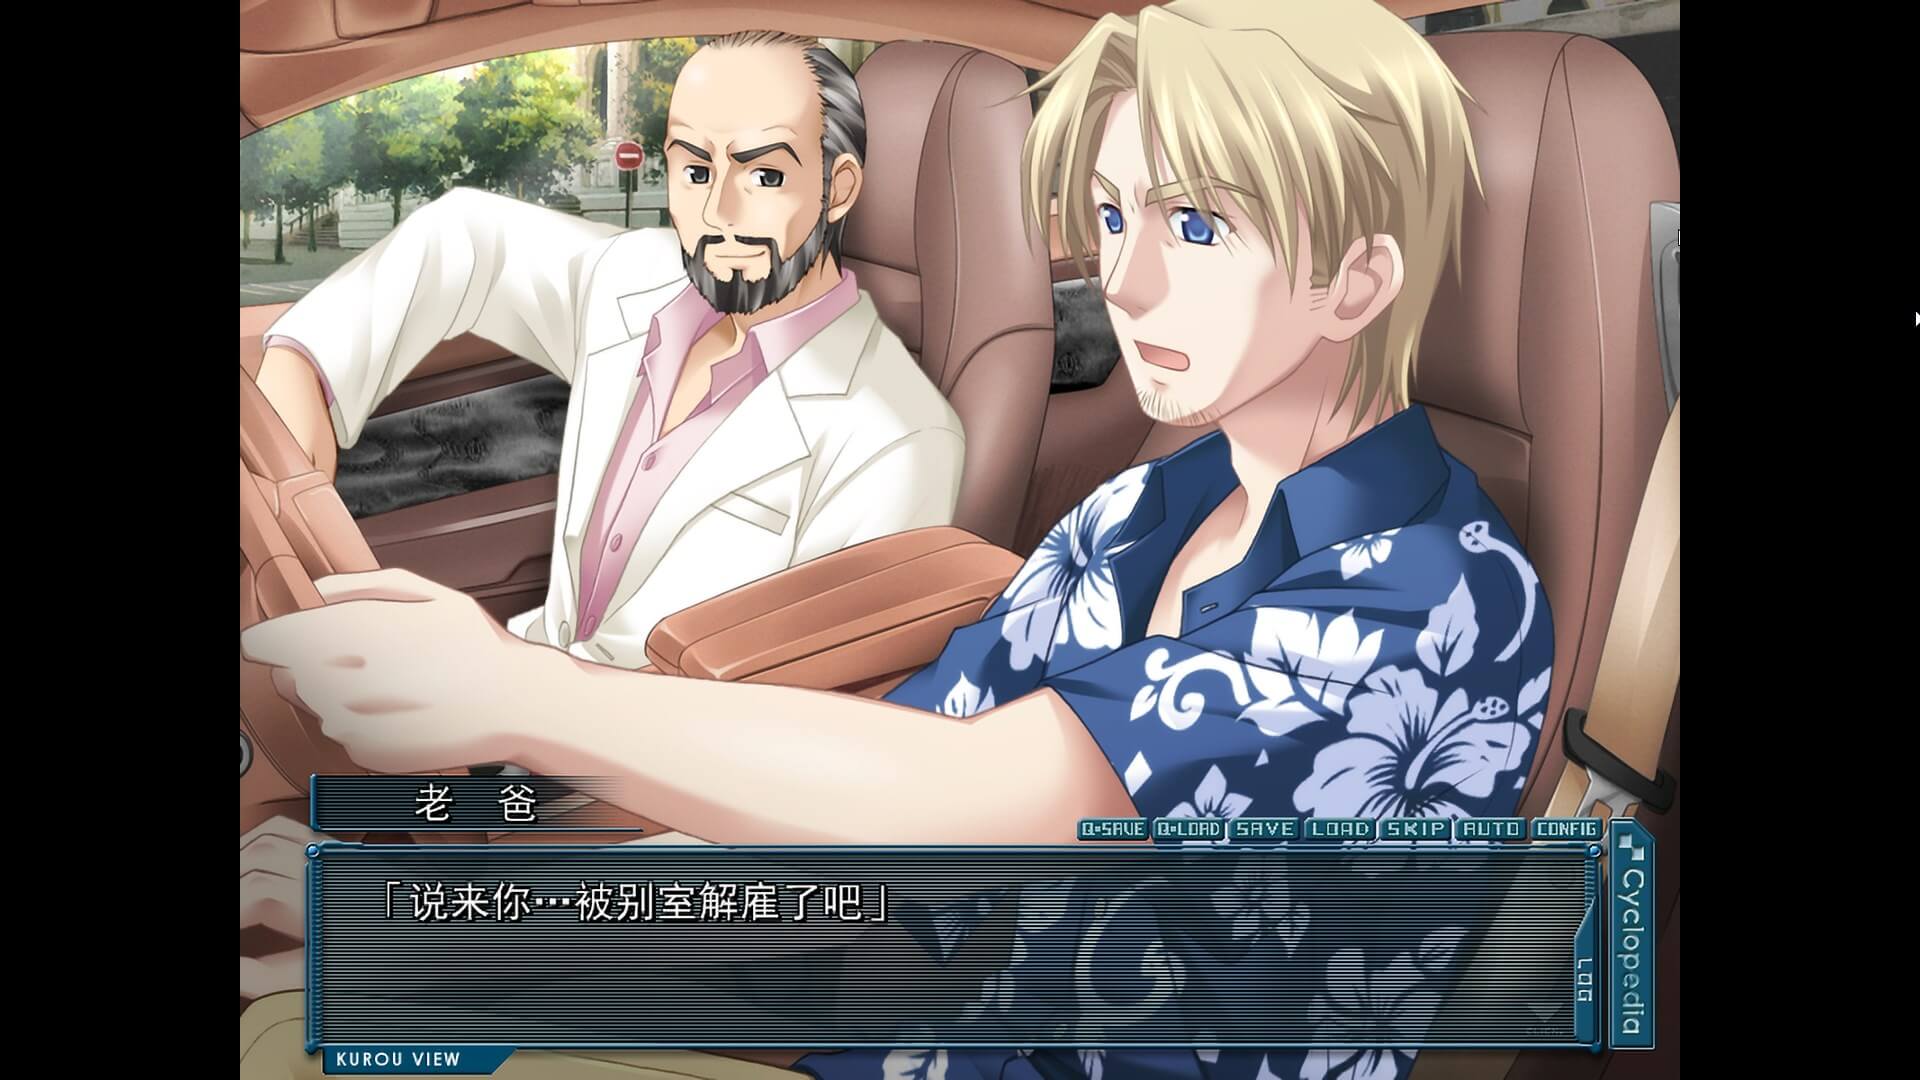 老 爸
Q-SAVE Q-LOAD SAVE LOAD SKIP AUTO CONFIG
「说来你…被别室解雇了吧」
Cyclopedia
LOG
CLICK
KUROU VIEW